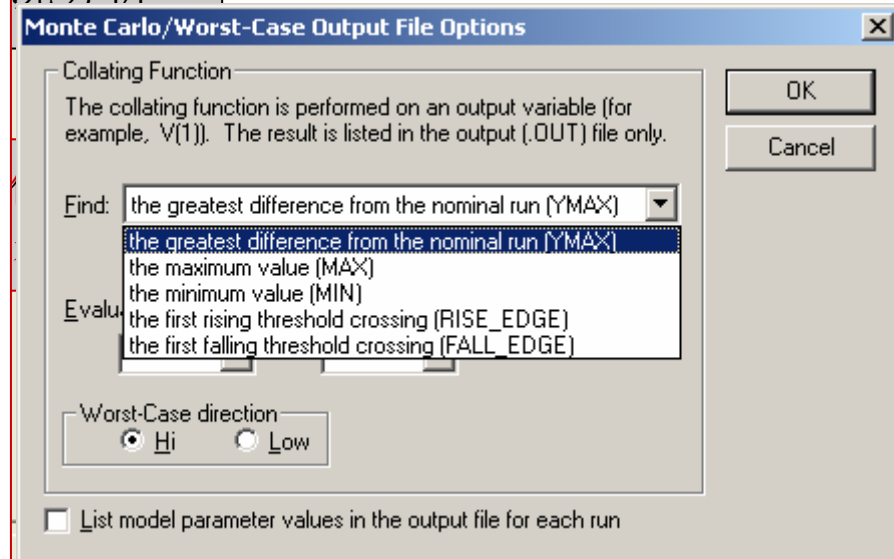 Monte Carlo/Worst-Case Output File Options
Collating Function
The collating function is performed on an output variable (for
example, V(1)). The result is listed in the output (.OUT) file only.
OK
Cancel
Find: the greatest difference from the nominal run (YMAX)
the greatest difference from the nominal run (YMAX)
the maximum value (MAX)
the minimum value (MIN)
the first rising threshold crossing (RISE_EDGE)
the first falling threshold crossing (FALL_EDGE)
Evalu
Worst-Case direction
Hi Low
List model parameter values in the output file for each run